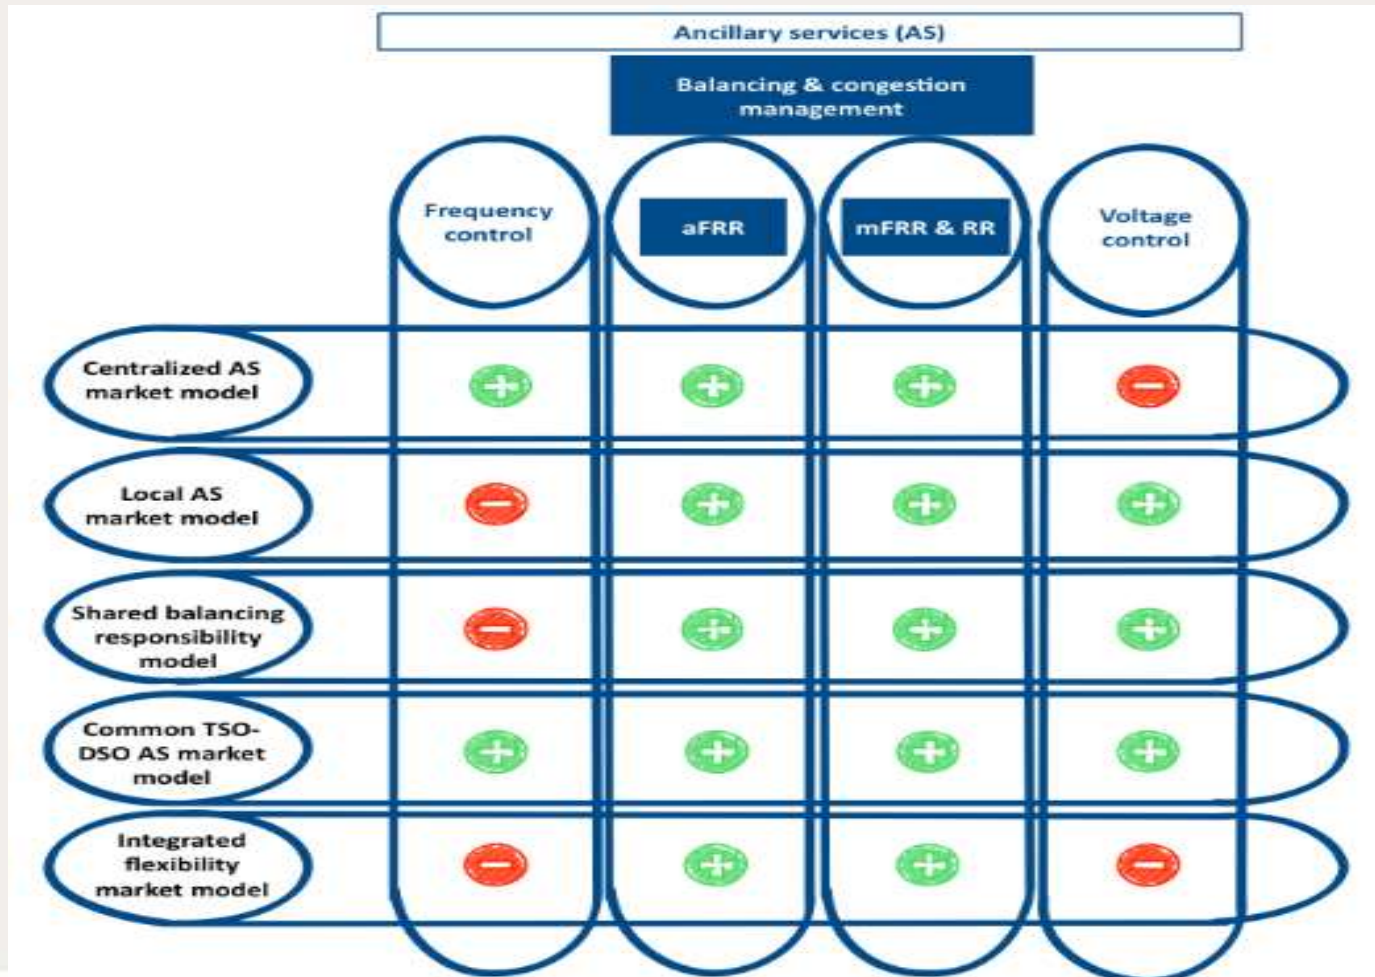 Ancillary services (AS)
Balancing & congestion
management
Frequency
control
aFRR
mFRR & RR
Voltage
control
Centralized AS
market model
Local AS
market model
Shared balancing
responsibility
model
Common TSO-
DSO AS market
model
Integrated
flexibility
market model